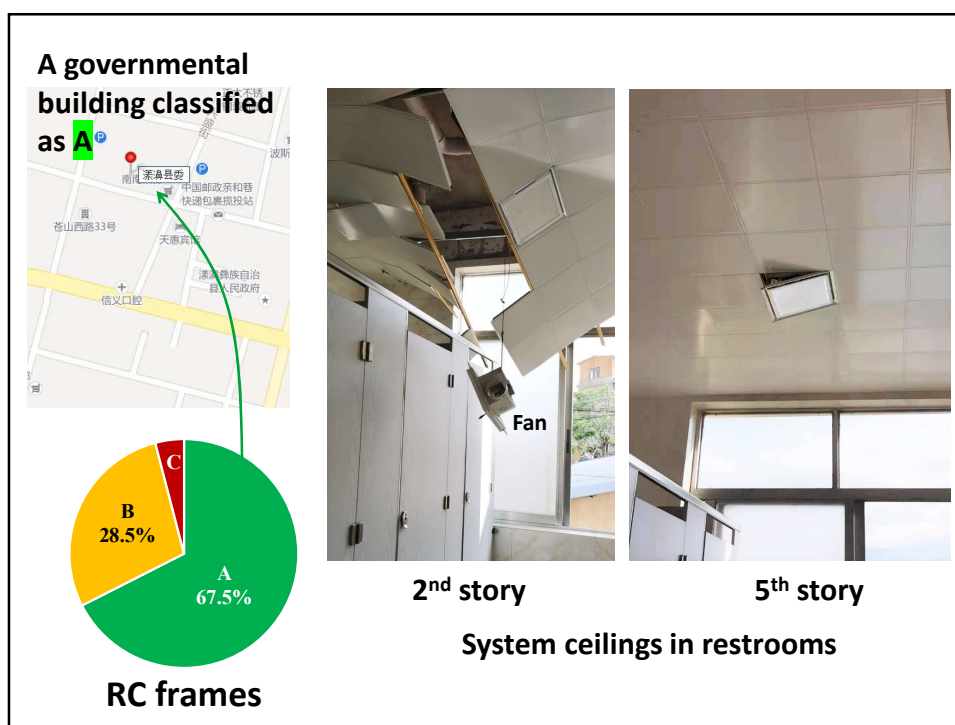 A governmental
building classified
as A
P
漾濞县委
P
中国邮政亲和巷
快递包裹揽投站
波斯
苍山西路33号
天惠宾馆
漾濞彝族自治
县人民政府
信义口腔
Fan
C
B
28.5%
A
67.5%
RC frames
2nd story
5th story
System ceilings in restrooms